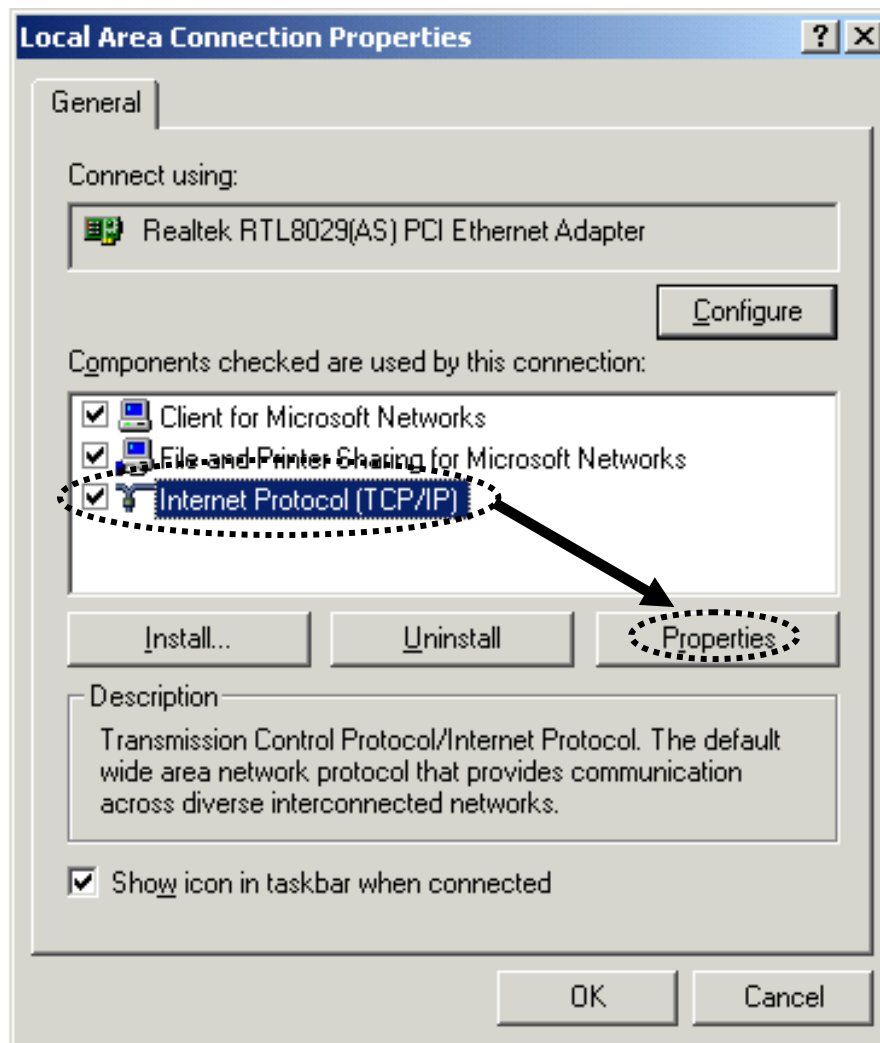 Local Area Connection Properties
General
Connect using:
Realtek RTL8029(AS) PCI Ethernet Adapter
Configure
Components checked are used by this connection:
Client for Microsoft Networks
File and Printer Sharing for Microsoft Networks
Internet Protocol (TCP/IP)
Install... Uninstall Properties
Description
Transmission Control Protocol/Internet Protocol. The default
wide area network protocol that provides communication
across diverse interconnected networks.
Show icon in taskbar when connected
OK Cancel